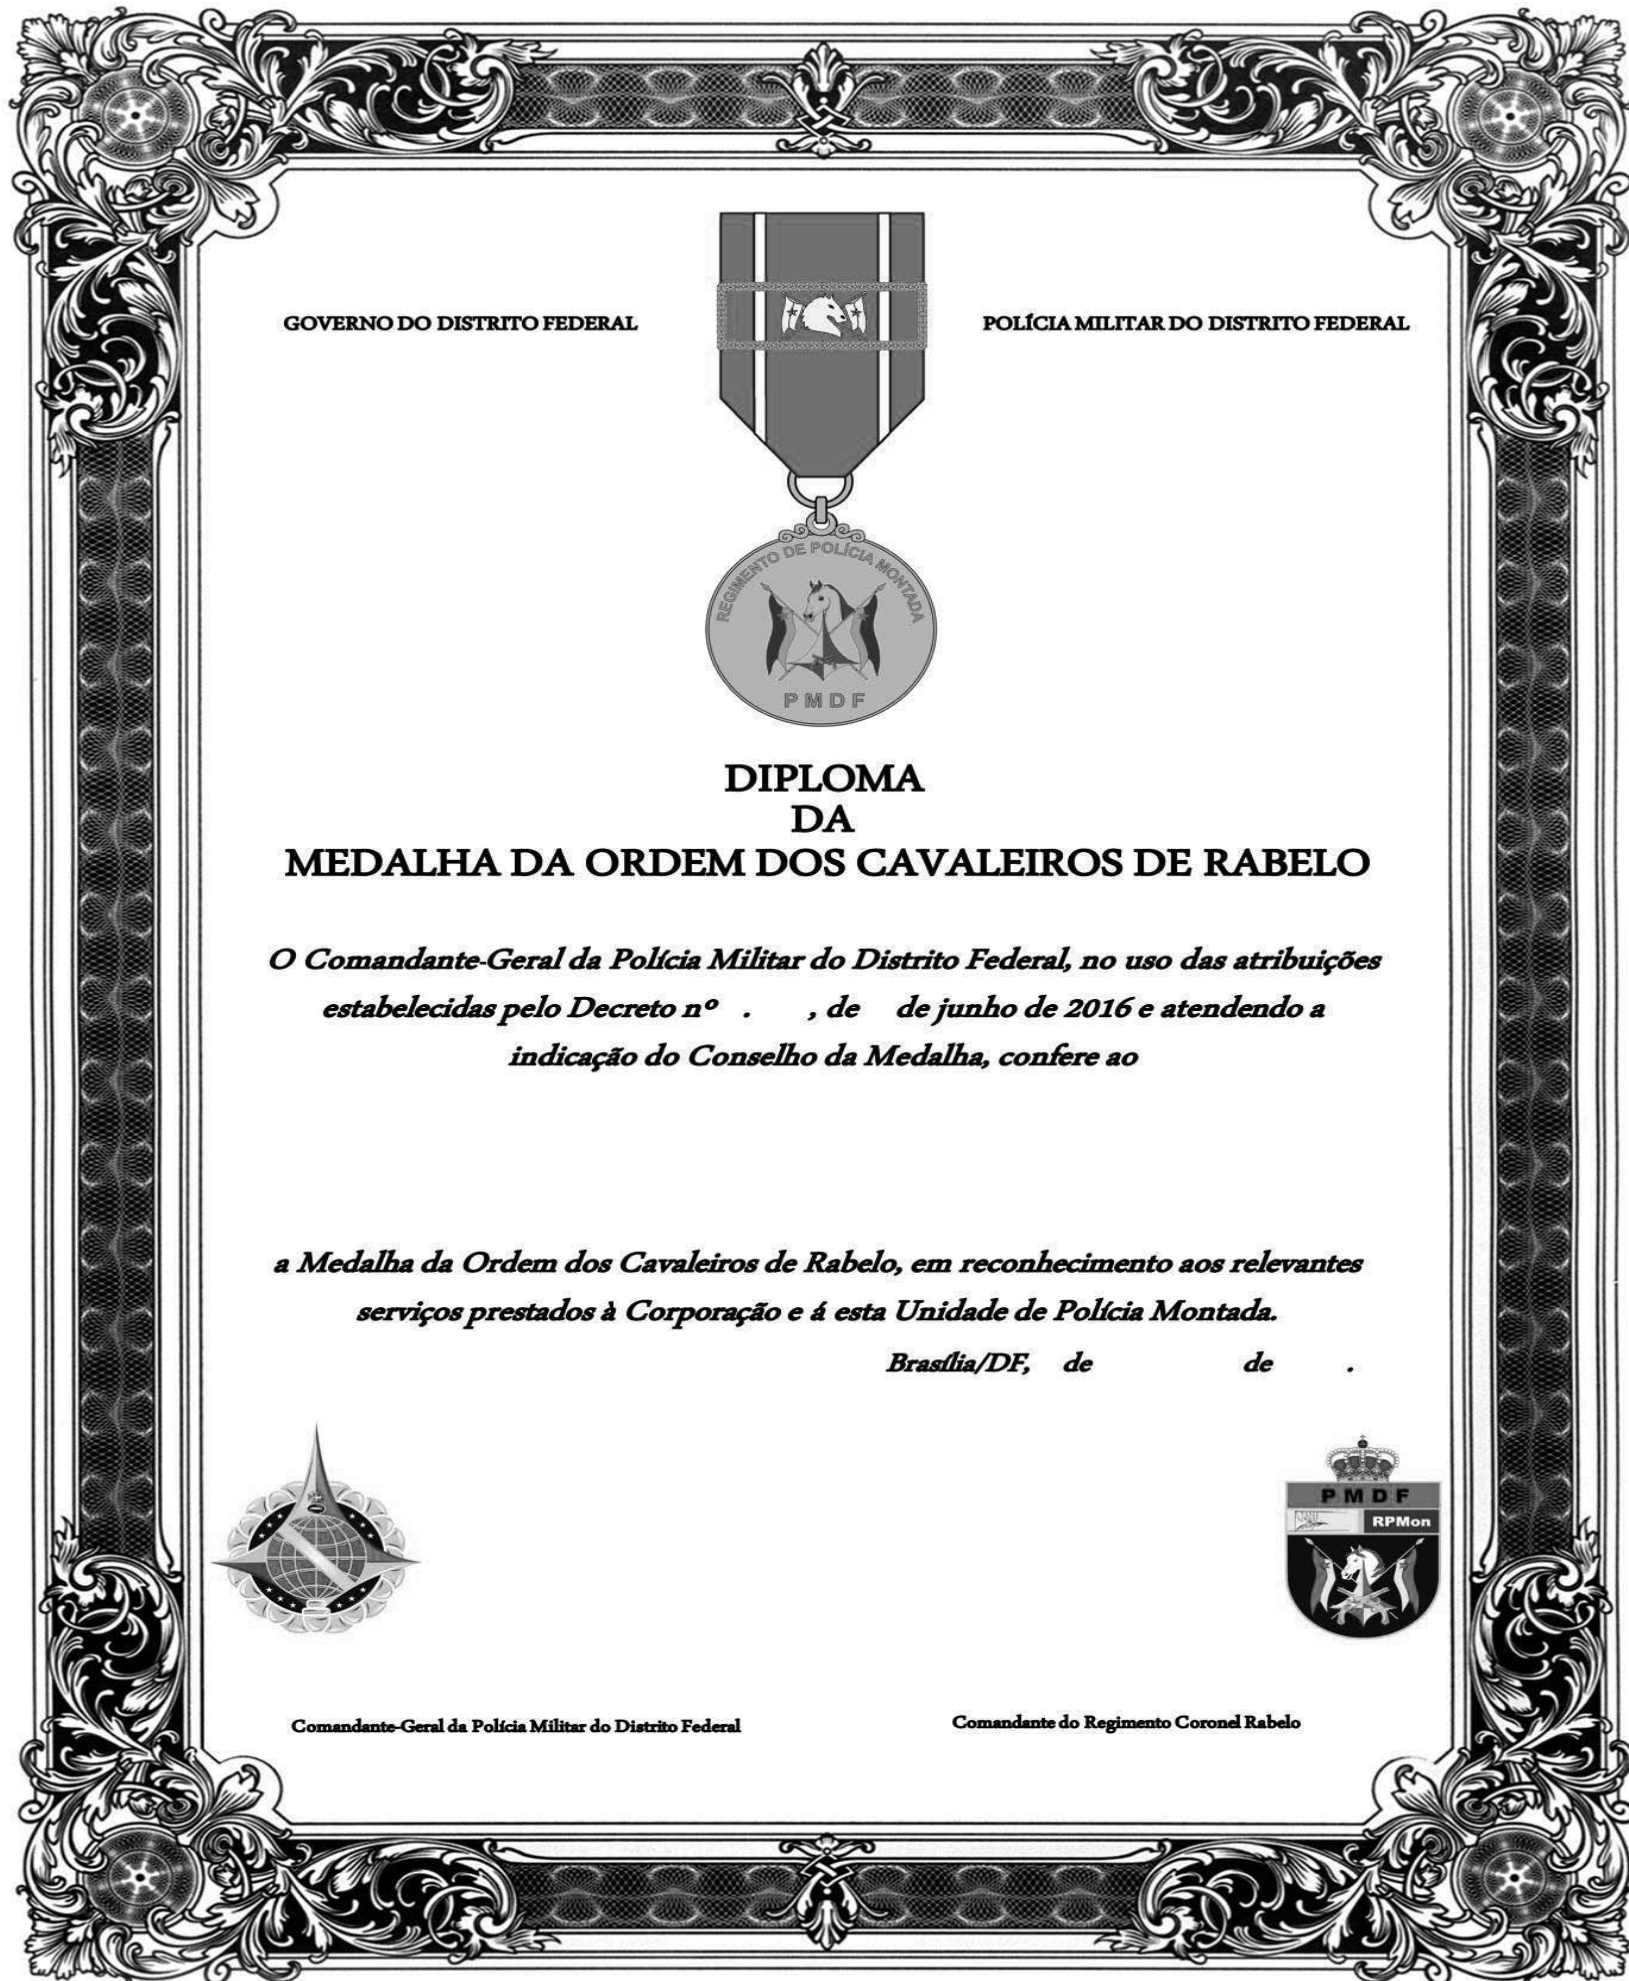 GOVERNO DO DISTRITO FEDERAL
POLÍCIA MILITAR DO DISTRITO FEDERAL
REGIMENTO DE POLÍCIA MONTADA
PMDF
DIPLOMA
DA
MEDALHA DA ORDEM DOS CAVALEIROS DE RABELO
O Comandante-Geral da Polícia Militar do Distrito Federal, no uso das atribuições
estabelecidas pelo Decreto nº . , de de junho de 2016 e atendendo a
indicação do Conselho da Medalha, confere ao
a Medalha da Ordem dos Cavaleiros de Rabelo, em reconhecimento aos relevantes
serviços prestados à Corporação e á esta Unidade de Polícia Montada.
Brasília/DF, de de .
PMDF
RPMon
Comandante-Geral da Polícia Militar do Distrito Federal
Comandante do Regimento Coronel Rabelo